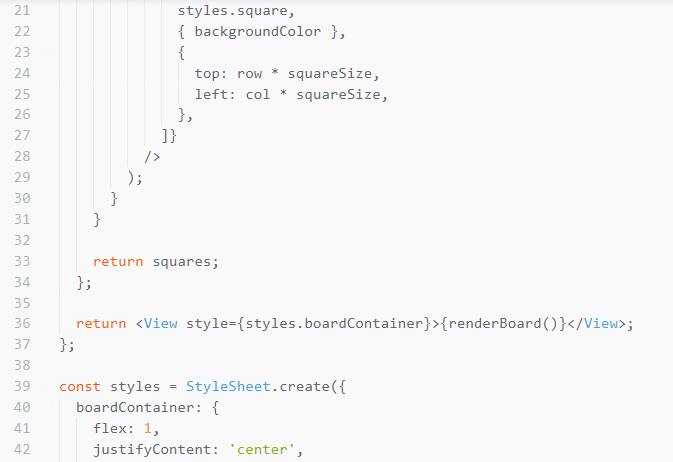 21 styles.square,
22 { backgroundColor },
23 {
24 top: row * squareSize,
25 left: col * squareSize,
26 },
27 ]}
28 />
29 );
30 }
31 }
32
33 return squares;
34 };
35
36 return <View style={styles.boardContainer}>{renderBoard()}</View>;
37 };
38
39 const styles = StyleSheet.create({
40 boardContainer: {
41 flex: 1,
42 justifyContent: 'center',